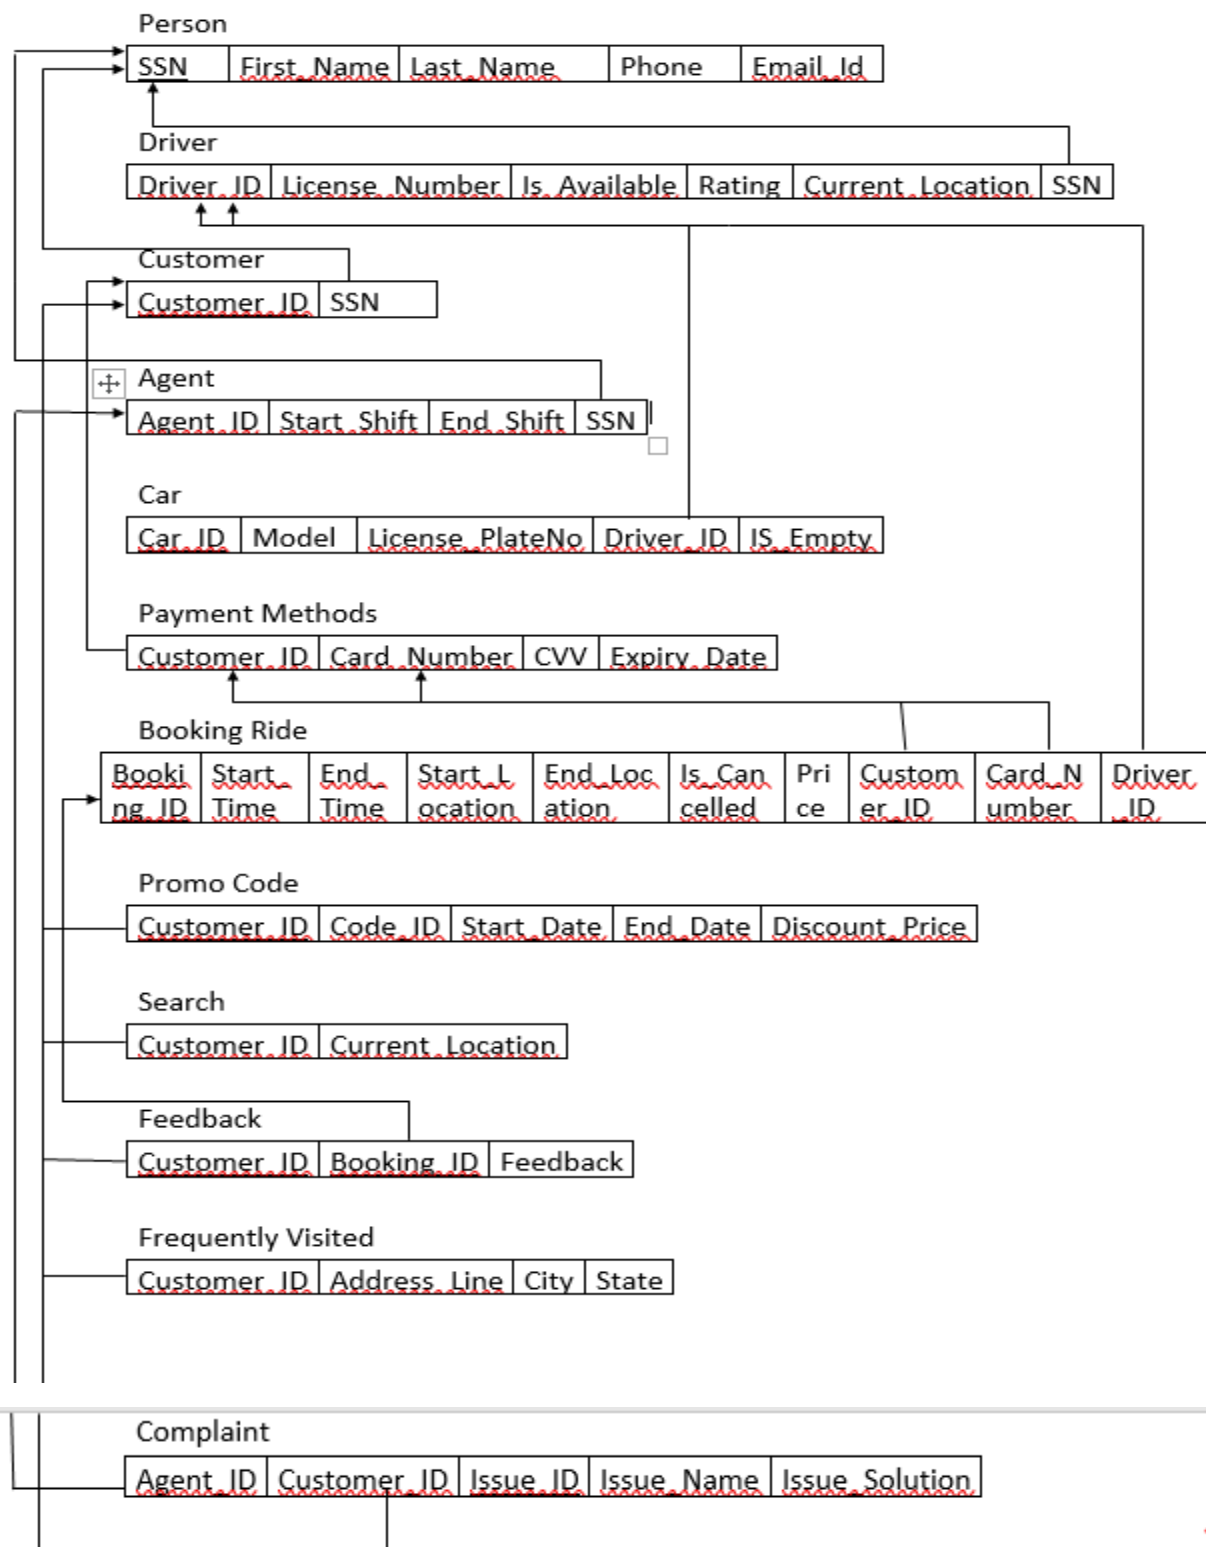 Person
SSN First_Name Last_Name Phone Email_Id
Driver
Driver_ID License_Number Is_Available Rating Current_Location SSN
Customer
Customer_ID SSN
Agent
Agent_ID Start_Shift End_Shift SSN
Car
Car_ID Model License_PlateNo Driver_ID IS_Empty
Payment Methods
Customer_ID Card_Number CVV Expiry_Date
Booking Ride
Booki Start_ End_ Start_L End_Loc Is_Can Pri Custom Card_N Driver
ng_ID Time Time ocation ation celled ce er_ID umber _ID
Promo Code
Customer_ID Code_ID Start_Date End_Date Discount_Price
Search
Customer_ID Current_Location
Feedback
Customer_ID Booking_ID Feedback
Frequently Visited
Customer_ID Address_Line City State
Complaint
Agent_ID Customer_ID Issue_ID Issue_Name Issue_Solution